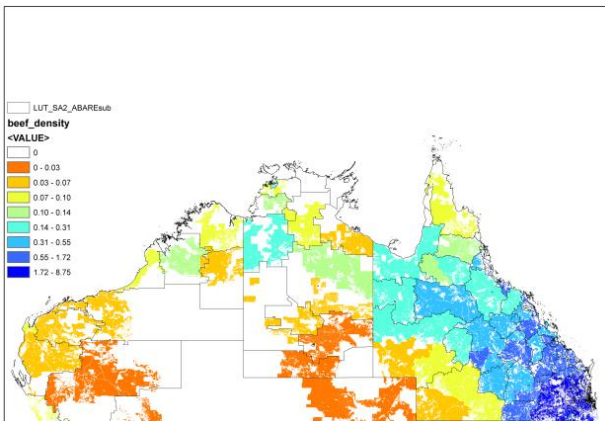 LUT_SA2_ABAREsub
beef_density
<VALUE>
0
0 - 0.03
0.03 - 0.07
0.07 - 0.10
0.10 - 0.14
0.14 - 0.31
0.31 - 0.55
0.55 - 1.72
1.72 - 8.75